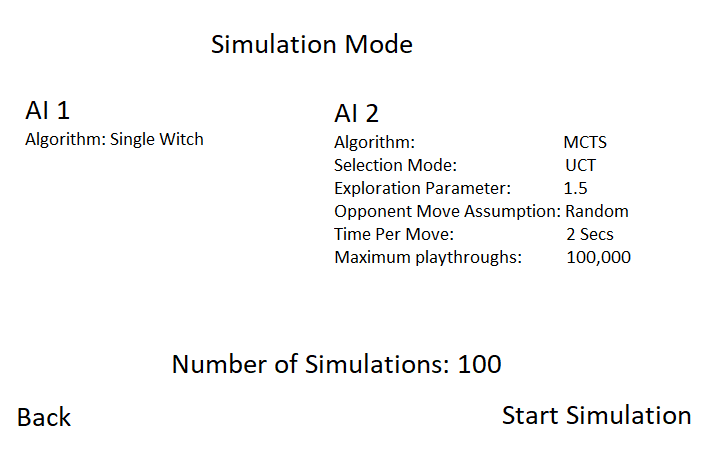 Simulation Mode
AI 1
Algorithm: Single Witch
AI 2
Algorithm: MCTS
Selection Mode: UCT
Exploration Parameter: 1.5
Opponent Move Assumption: Random
Time Per Move: 2 Secs
Maximum playthroughs: 100,000
Number of Simulations: 100
Back
Start Simulation